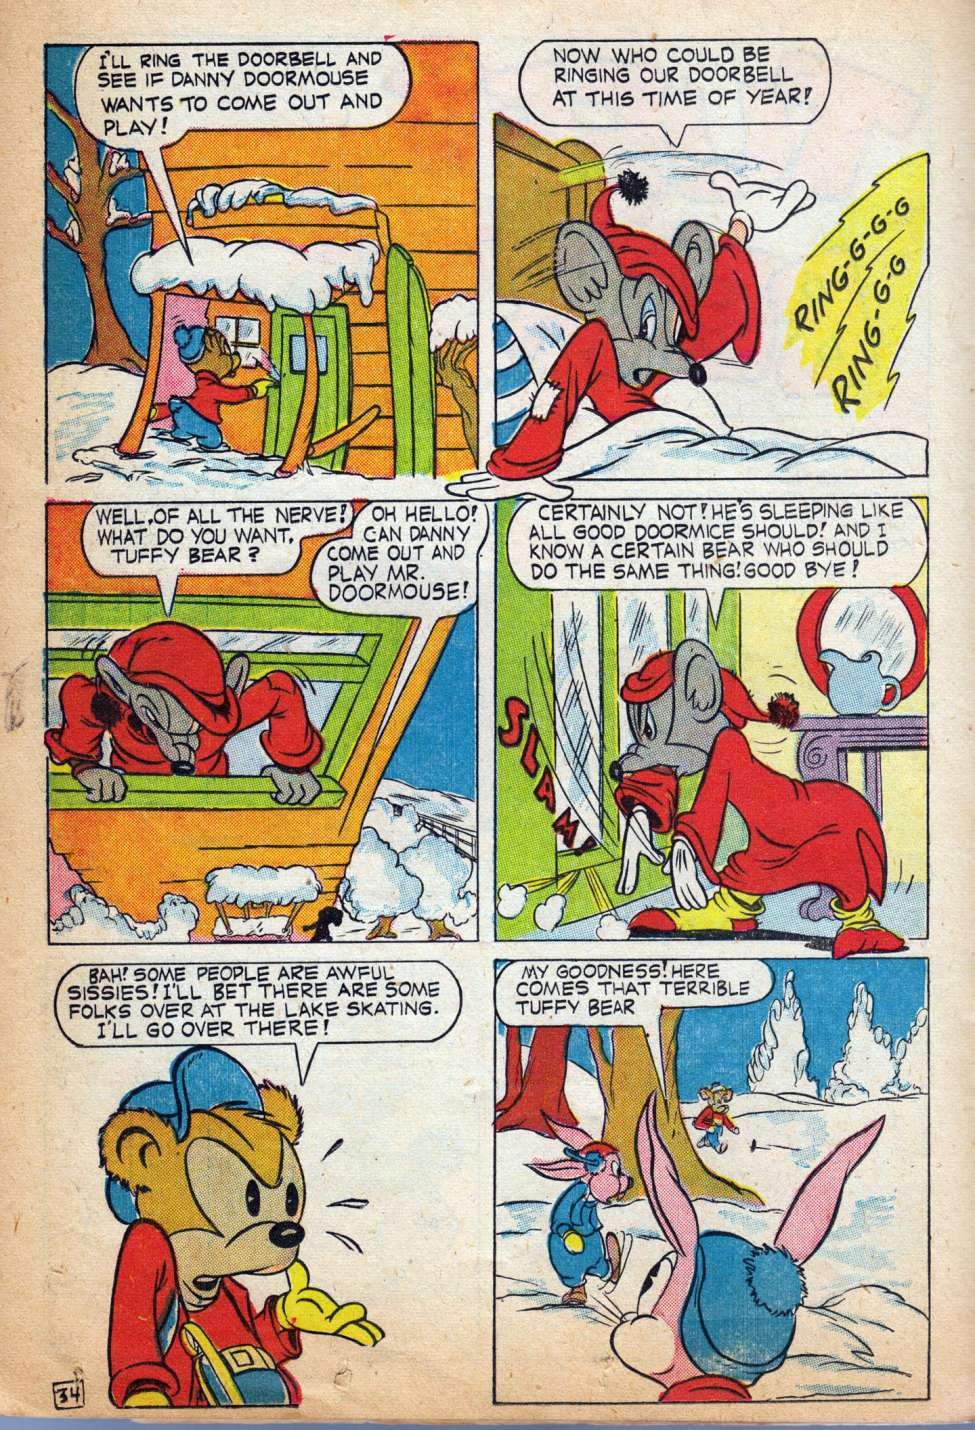 I'LL RING THE DOORBELL AND
SEE IF DANNY DOORMOUSE
WANTS TO COME OUT AND
PLAY!
NOW WHO COULD BE
RINGING OUR DOORBELL
AT THIS TIME OF YEAR?
RING-G-G-G
RING-G-G-G
WELL, OF ALL THE NERVE!
WHAT DO YOU WANT,
TUFFY BEAR?
OH HELLO!
CAN DANNY
COME OUT AND
PLAY MR.
DOORMOUSE!
CERTAINLY NOT! HE'S SLEEPING LIKE
ALL GOOD DOORMICE SHOULD! AND I
KNOW A CERTAIN BEAR WHO SHOULD
DO THE SAME THING! GOOD BYE!
SLAM!
BAH! SOME PEOPLE ARE AWFUL
SISSIES! I'LL BET THERE ARE SOME
FOLKS OVER AT THE LAKE SKATING.
I'LL GO OVER THERE!
MY GOODNESS! HERE
COMES THAT TERRIBLE
TUFFY BEAR
34